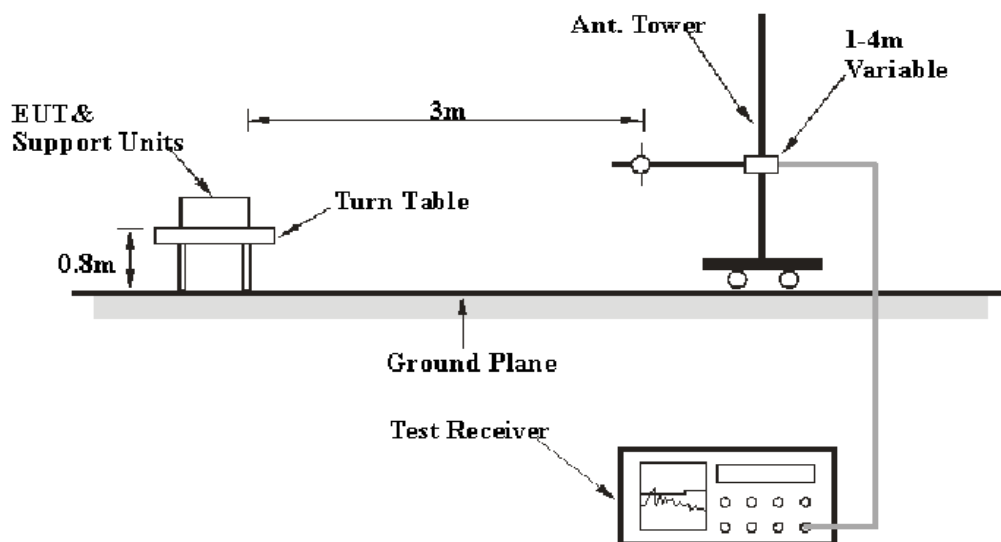 Ant. Tower
1-4m
Variable
EUT&
Support Units
3m
Turn Table
0.8m
Ground Plane
Test Receiver